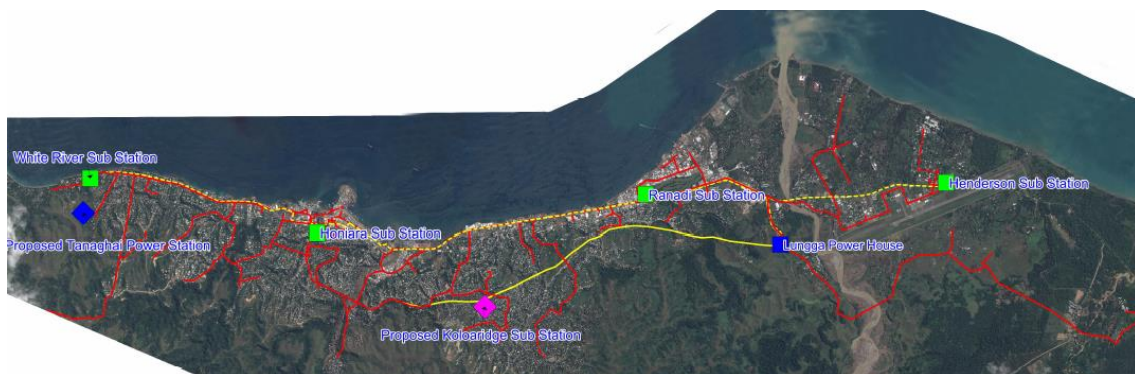 White River Sub Station
Proposed Tanaghai Power Station
Honiara Sub Station
Ranadi Sub Station
Henderson Sub Station
Lungga Power House
Proposed Koloaridge Sub Station